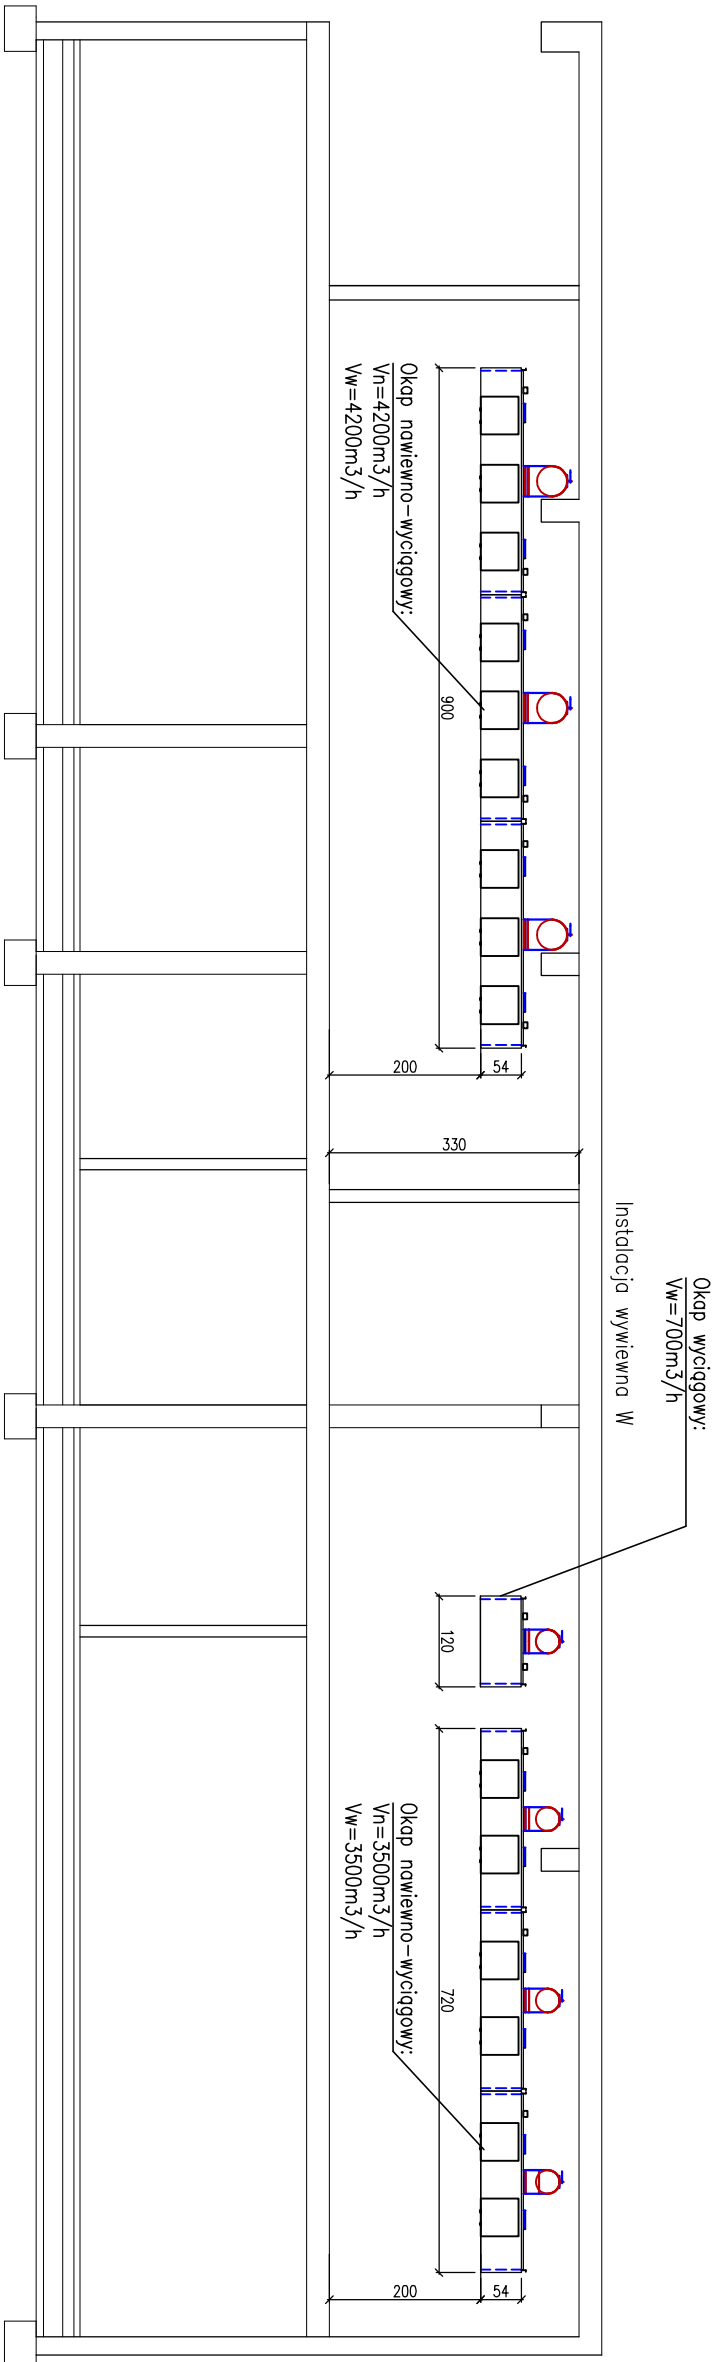 Okap nawiewno-wyciągowy:
Vn=4200m3/h
Vw=4200m3/h
900
200
54
330
Instalacja wywiewna W
Okap wyciągowy:
Vw=700m3/h
120
Okap nawiewno-wyciągowy:
Vn=3500m3/h
Vw=3500m3/h
720
200
54